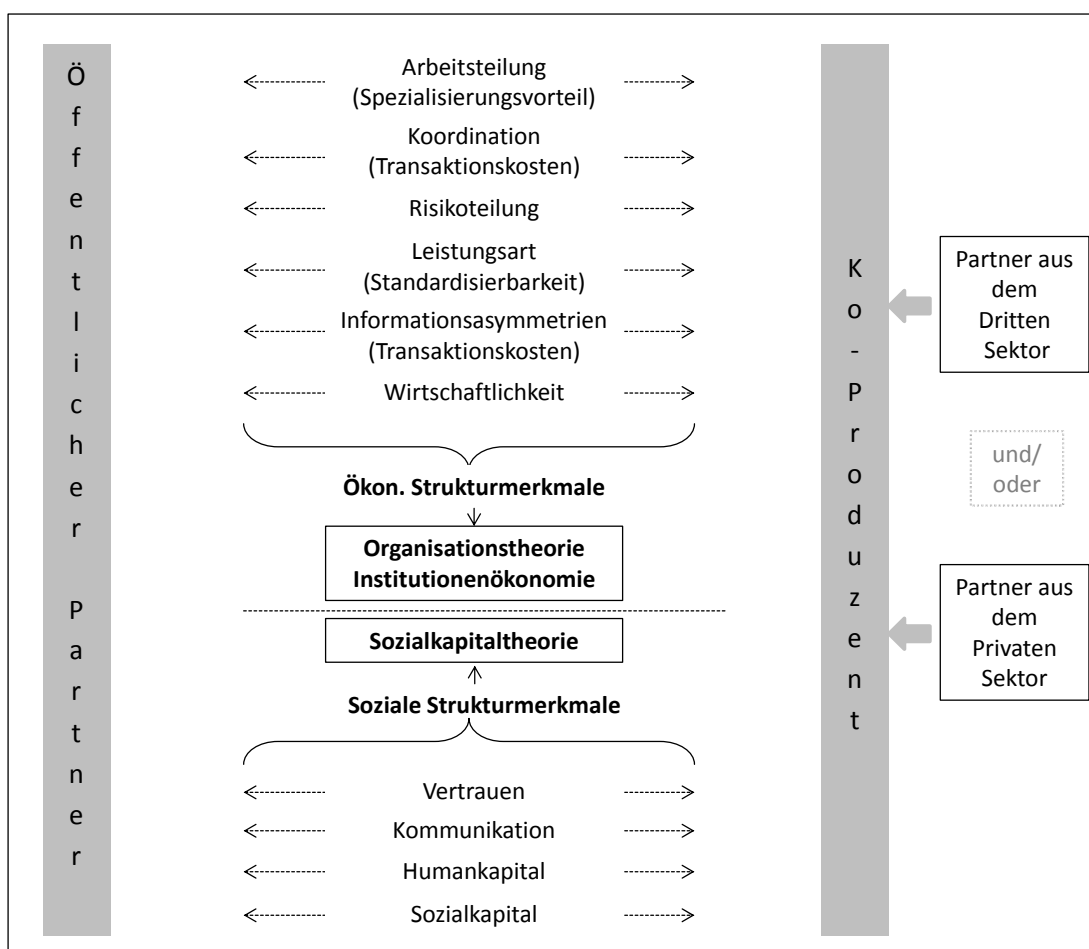 Öffentlicher Partner
Arbeitsteilung
(Spezialisierungsvorteil)
Koordination
(Transaktionskosten)
Risikoteilung
Leistungsart
(Standardisierbarkeit)
Informationsasymmetrien
(Transaktionskosten)
Wirtschaftlichkeit
Ökon. Strukturmerkmale
Organisationstheorie
Institutionenökonomie
Sozialkapitaltheorie
Soziale Strukturmerkmale
Vertrauen
Kommunikation
Humankapital
Sozialkapital
Ko-Produzent
Partner aus
dem
Dritten
Sektor
und/
oder
Partner aus
dem
Privaten
Sektor